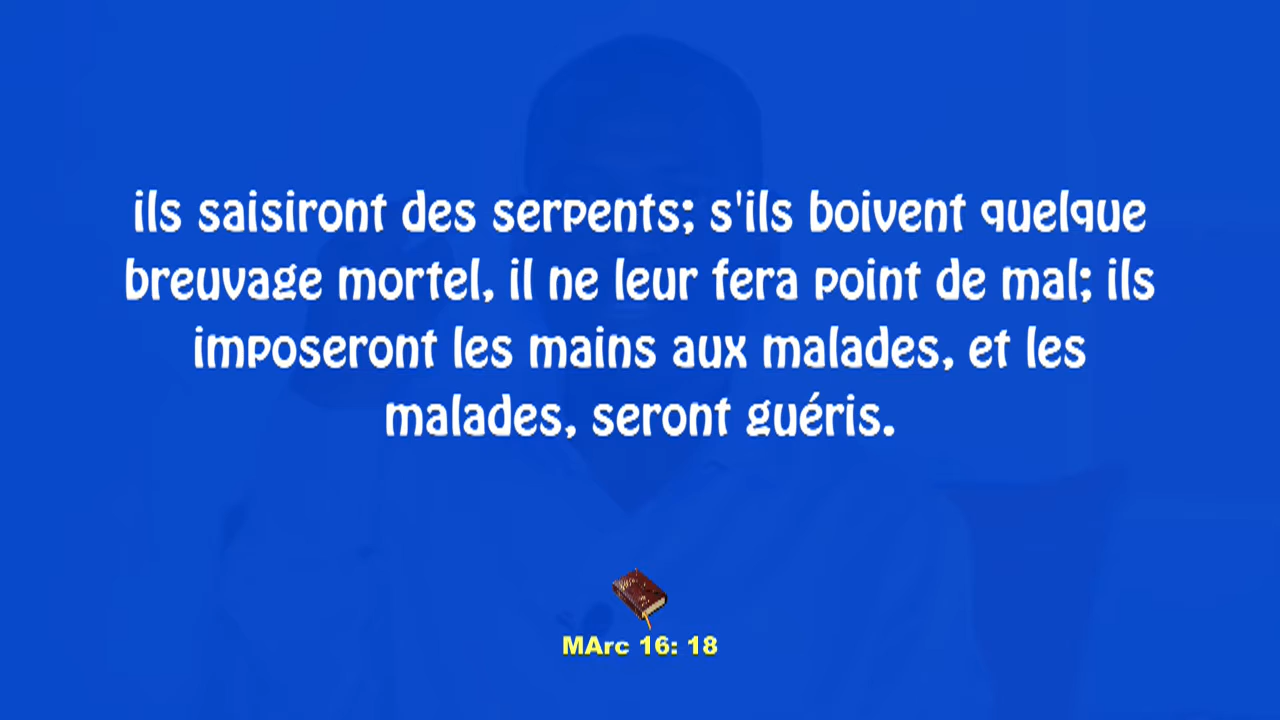 ils saisiront des serpents; s'ils boivent quelque
breuvage mortel, il ne leur fera point de mal; ils
imposeront les mains aux malades, et les
malades, seront guéris.
MArc 16: 18